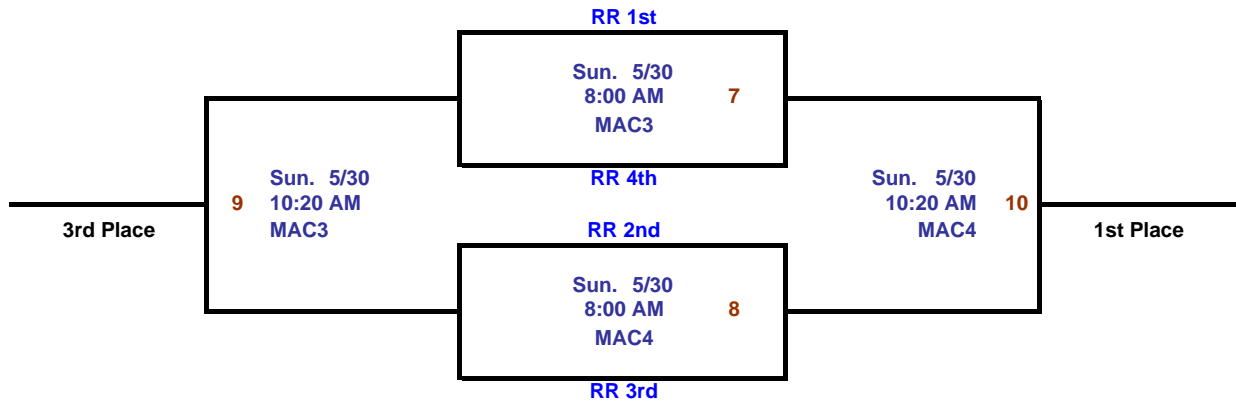 RR 1st
Sun. 5/30
8:00 AM 7
MAC3
RR 4th
Sun. 5/30
9 10:20 AM
MAC3
3rd Place
Sun. 5/30
10:20 AM 10
MAC4
1st Place
RR 2nd
Sun. 5/30
8:00 AM 8
MAC4
RR 3rd